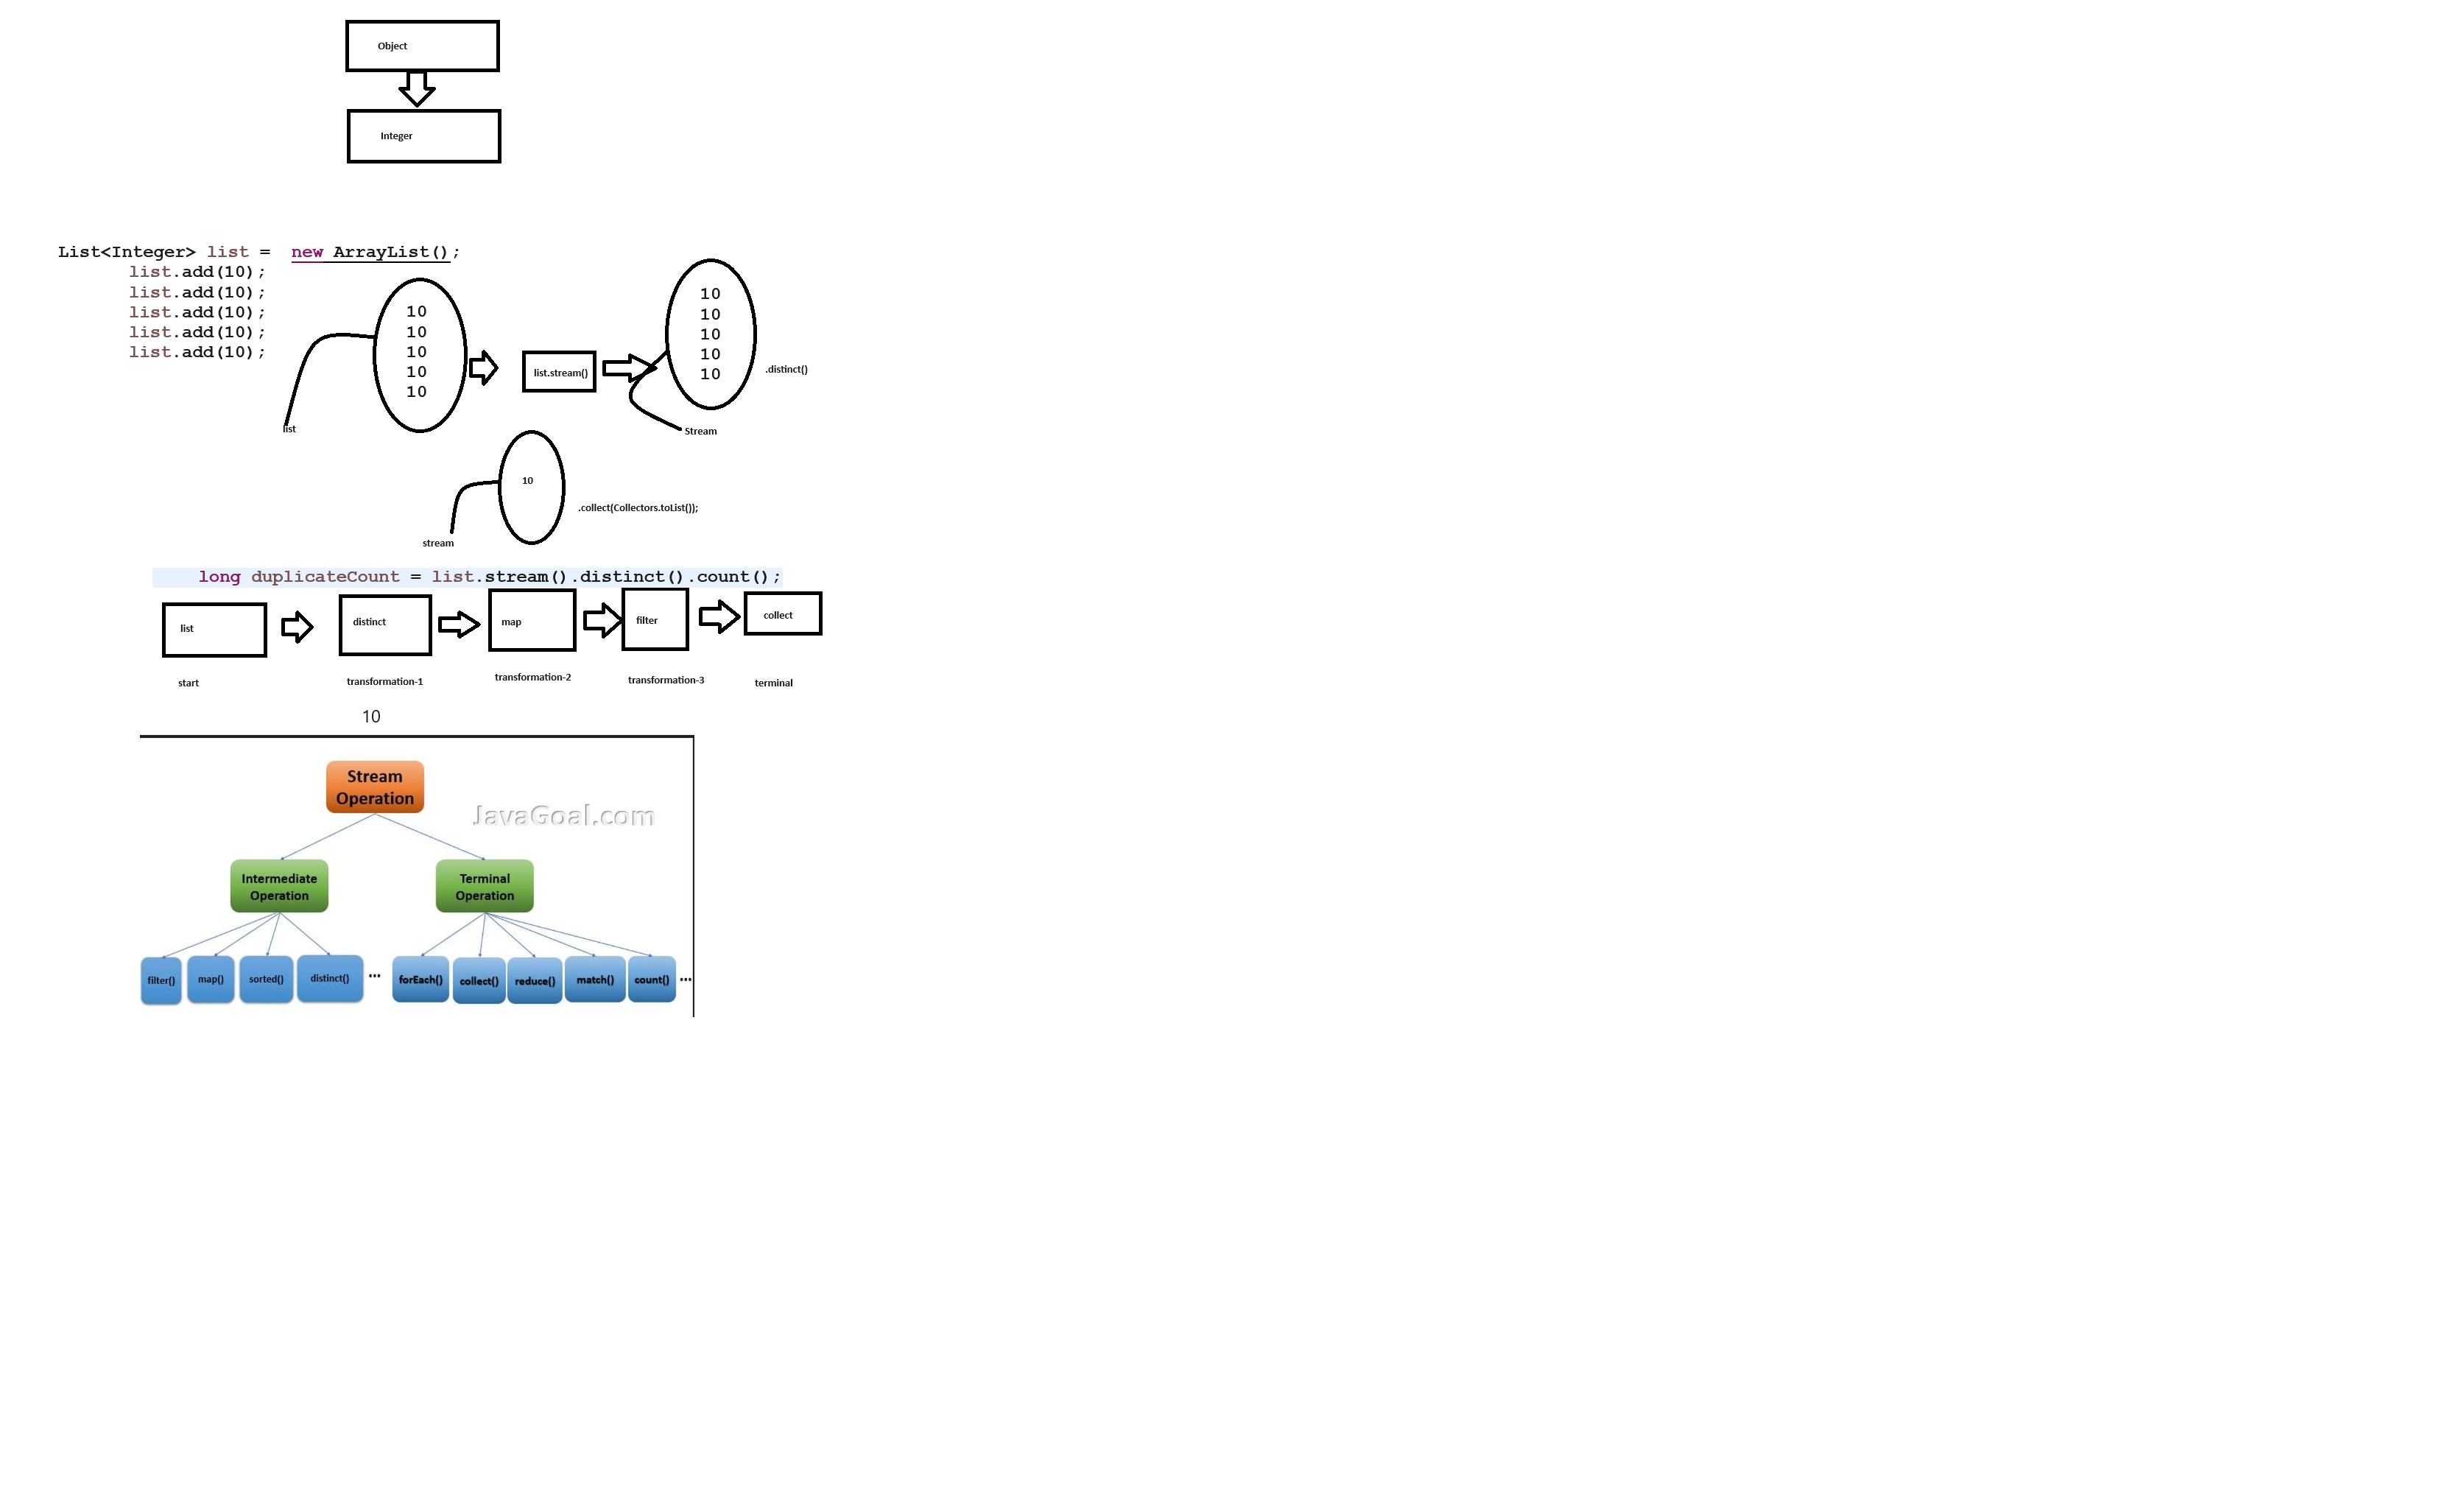 Object
Integer
List<Integer> list = new ArrayList();
list.add(10);
list.add(10);
list.add(10);
list.add(10);
list.add(10);
10
10
10
10
10
list
list.stream()
10
10
10
10
10
.distinct()
Stream
10
.collect(Collectors.toList());
stream
long duplicateCount = list.stream().distinct().count();
list
distinct
map
filter
collect
start
transformation-1
transformation-2
transformation-3
terminal
10
Stream
Operation
JavaGoal.com
Intermediate
Operation
Terminal
Operation
filter()
map()
sorted()
distinct()
...
forEach()
collect()
reduce()
match()
count()
...